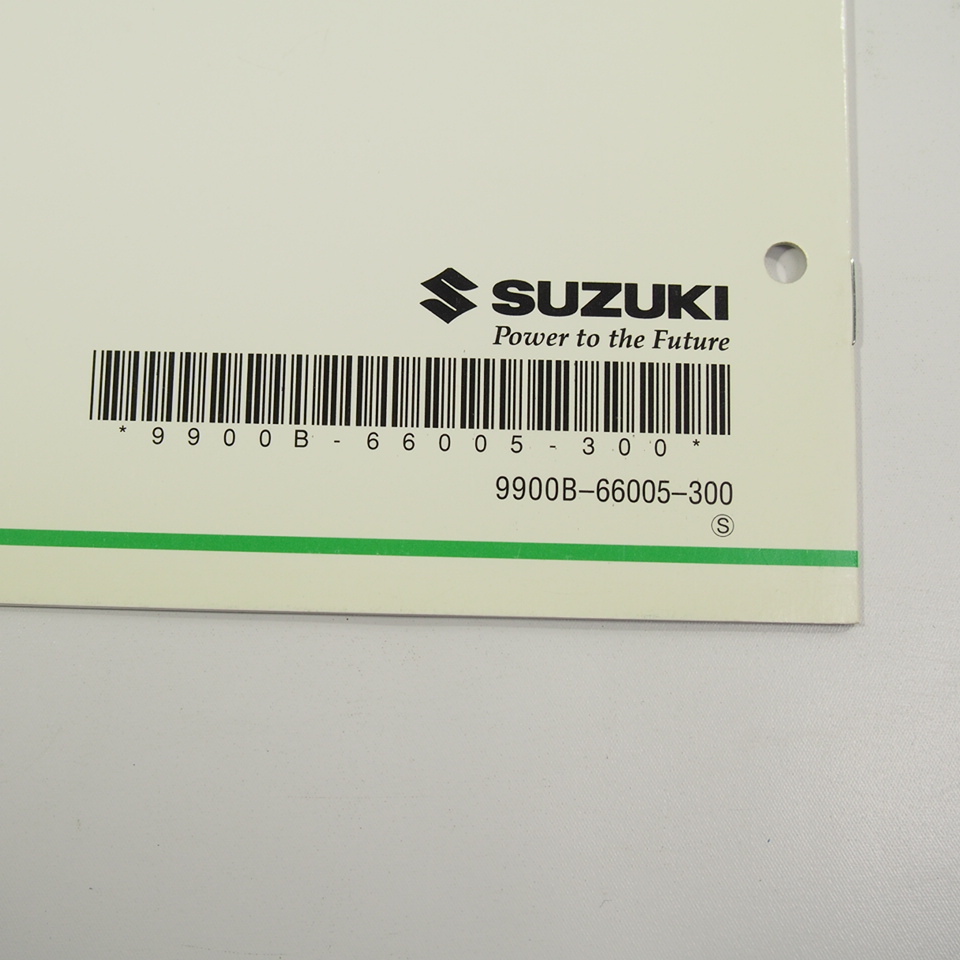 SUZUKI
Power to the Future
*9900B-66005-300*
9900B-66005-300
Ⓢ